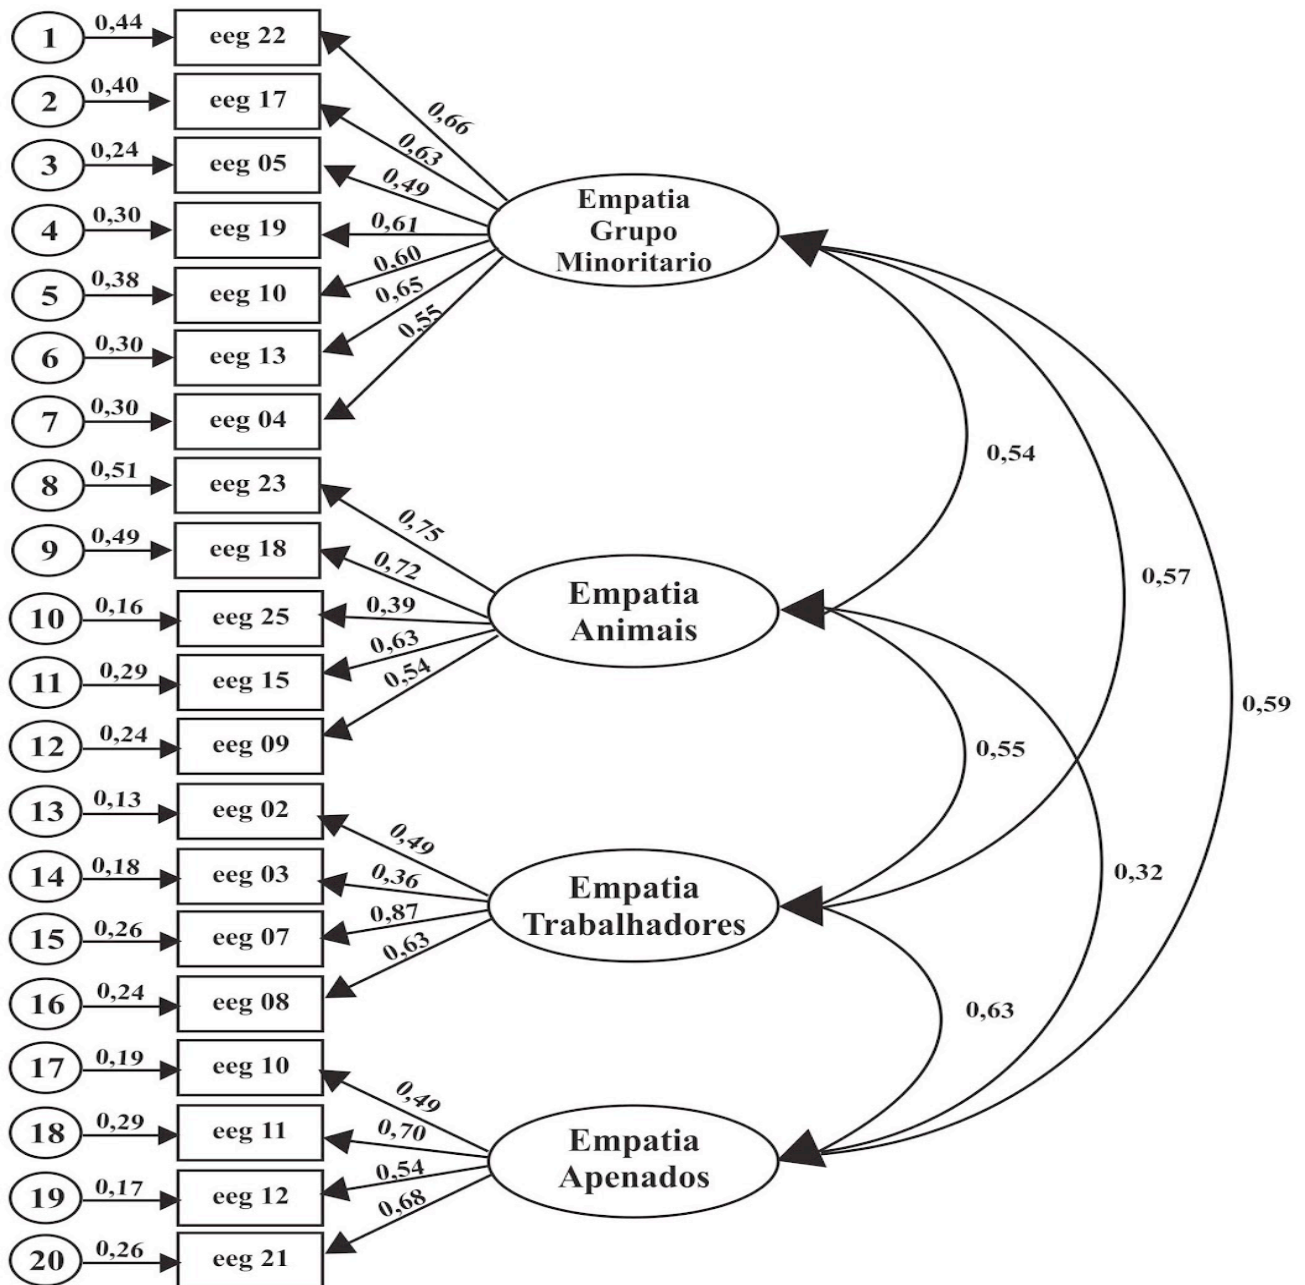 1 0,44 eeg 22
2 0,40 eeg 17
3 0,24 eeg 05
4 0,30 eeg 19
5 0,38 eeg 10
6 0,30 eeg 13
7 0,30 eeg 04
8 0,51 eeg 23
9 0,49 eeg 18
10 0,16 eeg 25
11 0,29 eeg 15
12 0,24 eeg 09
13 0,13 eeg 02
14 0,18 eeg 03
15 0,26 eeg 07
16 0,24 eeg 08
17 0,19 eeg 10
18 0,29 eeg 11
19 0,17 eeg 12
20 0,26 eeg 21
0,66
0,63
0,49
0,61
0,60
0,65
0,55
Empatia
Grupo
Minoritario
0,75
0,72
0,39
0,63
0,54
Empatia
Animais
0,49
0,36
0,87
0,63
Empatia
Trabalhadores
0,49
0,70
0,54
0,68
Empatia
Apenados
0,54
0,57
0,59
0,55
0,32
0,63